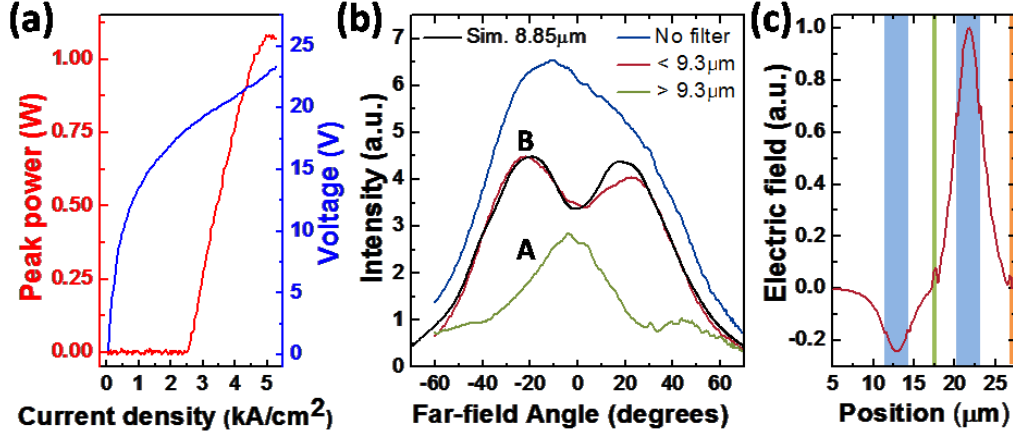 (a)
Peak power (W)
1.00
0.75
0.50
0.25
0.00
0 1 2 3 4 5
Current density (kA/cm2)
25
20
15
10
5
0
Voltage (V)
(b)
Intensity (a.u.)
7
6
5
4
3
2
1
0
Sim. 8.85μm
No filter
< 9.3μm
> 9.3μm
B
A
-60 -40 -20 0 20 40 60
Far-field Angle (degrees)
(c)
Electric field (a.u.)
1.0
0.8
0.6
0.4
0.2
0.0
-0.2
5 10 15 20 25
Position (μm)